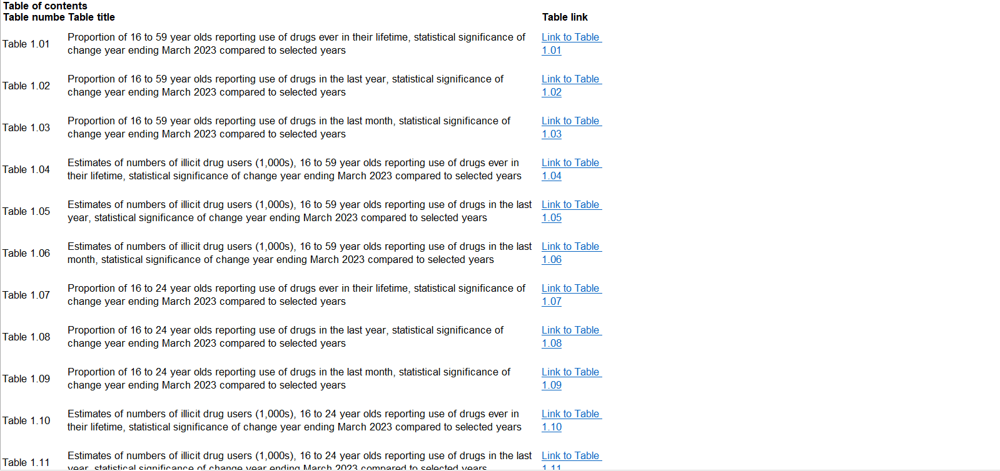 Table of contents
Table numbe Table title Table link
Table 1.01 Proportion of 16 to 59 year olds reporting use of drugs ever in their lifetime, statistical significance of change year ending March 2023 compared to selected years Link to Table 1.01
Table 1.02 Proportion of 16 to 59 year olds reporting use of drugs in the last year, statistical significance of change year ending March 2023 compared to selected years Link to Table 1.02
Table 1.03 Proportion of 16 to 59 year olds reporting use of drugs in the last month, statistical significance of change year ending March 2023 compared to selected years Link to Table 1.03
Table 1.04 Estimates of numbers of illicit drug users (1,000s), 16 to 59 year olds reporting use of drugs ever in their lifetime, statistical significance of change year ending March 2023 compared to selected years Link to Table 1.04
Table 1.05 Estimates of numbers of illicit drug users (1,000s), 16 to 59 year olds reporting use of drugs in the last year, statistical significance of change year ending March 2023 compared to selected years Link to Table 1.05
Table 1.06 Estimates of numbers of illicit drug users (1,000s), 16 to 59 year olds reporting use of drugs in the last month, statistical significance of change year ending March 2023 compared to selected years Link to Table 1.06
Table 1.07 Proportion of 16 to 24 year olds reporting use of drugs ever in their lifetime, statistical significance of change year ending March 2023 compared to selected years Link to Table 1.07
Table 1.08 Proportion of 16 to 24 year olds reporting use of drugs in the last year, statistical significance of change year ending March 2023 compared to selected years Link to Table 1.08
Table 1.09 Proportion of 16 to 24 year olds reporting use of drugs in the last month, statistical significance of change year ending March 2023 compared to selected years Link to Table 1.09
Table 1.10 Estimates of numbers of illicit drug users (1,000s), 16 to 24 year olds reporting use of drugs ever in their lifetime, statistical significance of change year ending March 2023 compared to selected years Link to Table 1.10
Table 1.11 Estimates of numbers of illicit drug users (1,000s), 16 to 24 year olds reporting use of drugs in the last year, statistical significance of change year ending March 2023 compared to selected years Link to Table 1.11